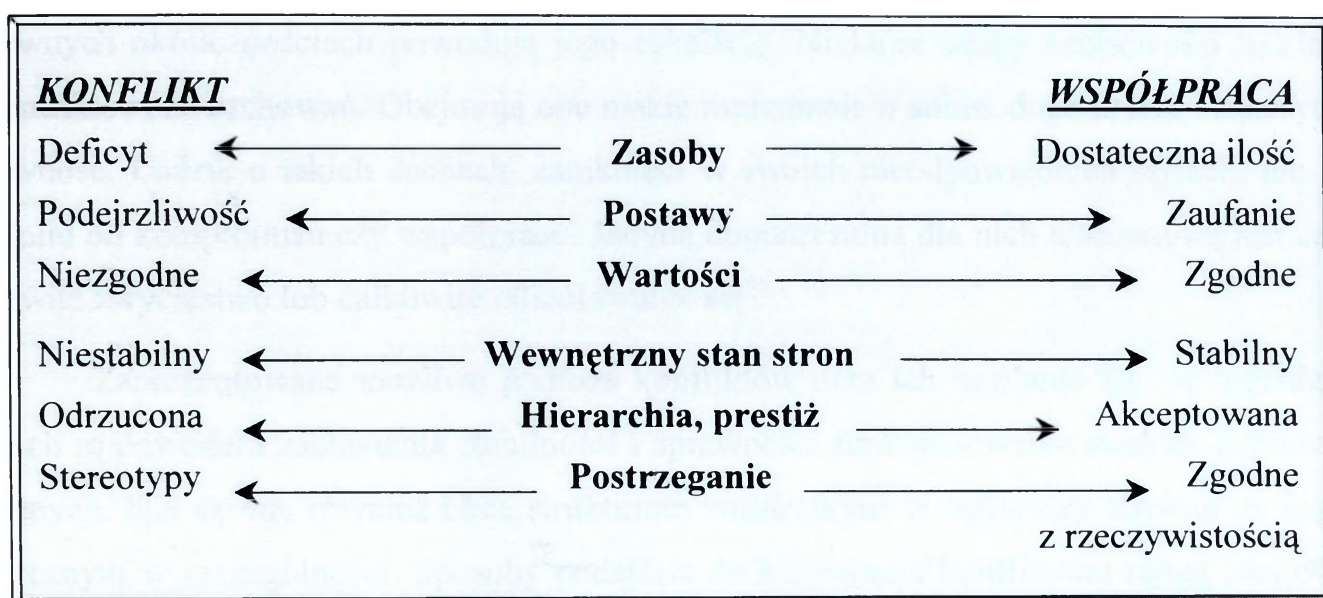 KONFLIKT WSPÓŁPRACA
Deficyt Zasoby Dostateczna ilość
Podejrzliwość Postawy Zaufanie
Niezgodne Wartości Zgodne
Niestabilny Wewnętrzny stan stron Stabilny
Odrzucona Hierarchia, prestiż Akceptowana
Stereotypy Postrzeganie Zgodne
z rzeczywistością